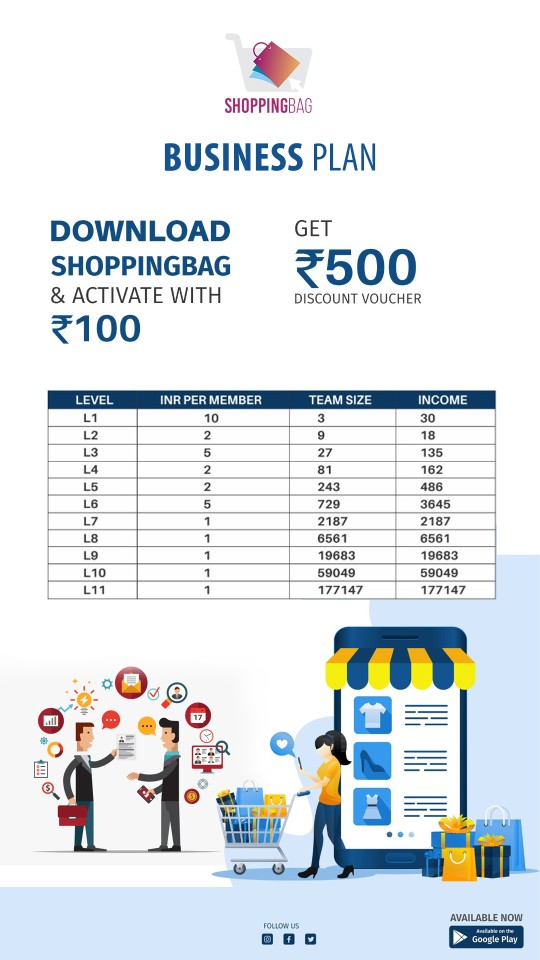 SHOPPINGBAG
BUSINESS PLAN
DOWNLOAD
SHOPPINGBAG
& ACTIVATE WITH
₹100
GET
₹500
DISCOUNT VOUCHER
LEVEL INR PER MEMBER TEAM SIZE INCOME
L1 10 3 30
L2 2 9 18
L3 5 27 135
L4 2 81 162
L5 2 243 486
L6 5 729 3645
L7 1 2187 2187
L8 1 6561 6561
L9 1 19683 19683
L10 1 59049 59049
L11 1 177147 177147
17
FOLLOW US
AVAILABLE NOW
Available on the
Google Play